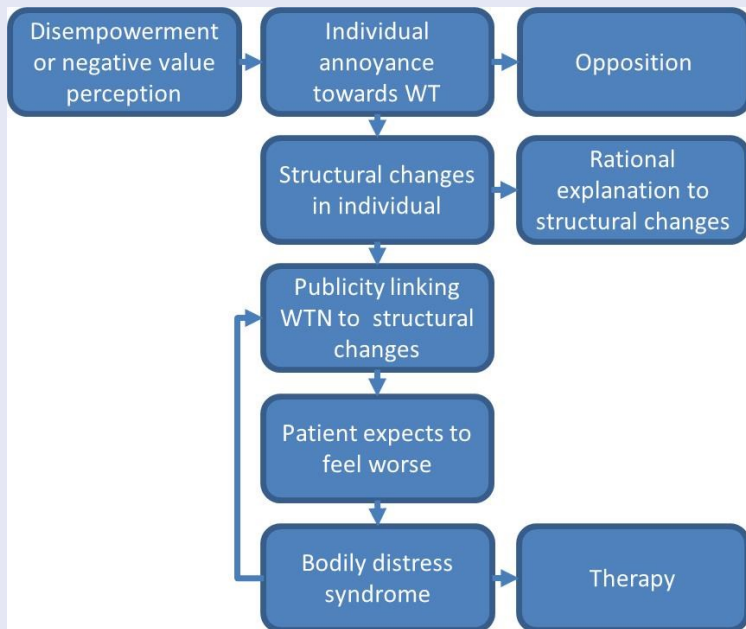 Disempowerment
or negative value
perception
Individual
annoyance
towards WT
Opposition
Structural changes
in individual
Rational
explanation to
structural changes
Publicity linking
WTN to structural
changes
Patient expects to
feel worse
Bodily distress
syndrome
Therapy